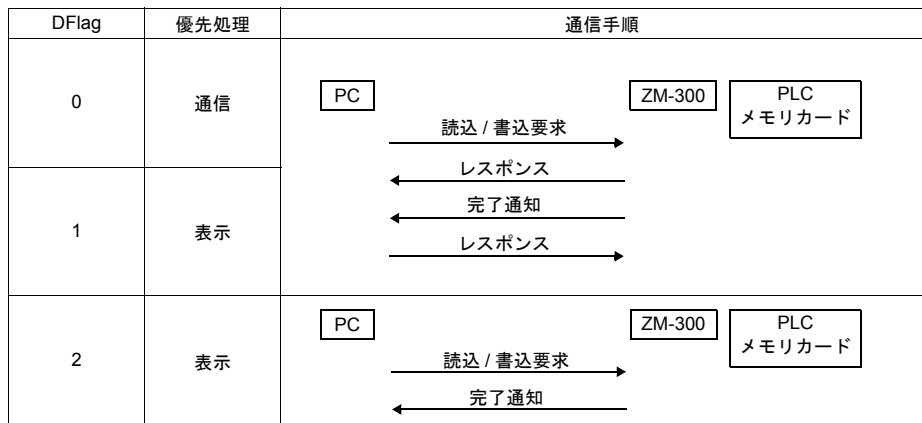 DFlag 優先処理 通信手順
0 通信
PC ZM-300 PLC
メモリカード
読込 / 書込要求
レスポンス
完了通知
レスポンス
1 表示
2 表示
PC ZM-300 PLC
メモリカード
読込 / 書込要求
完了通知